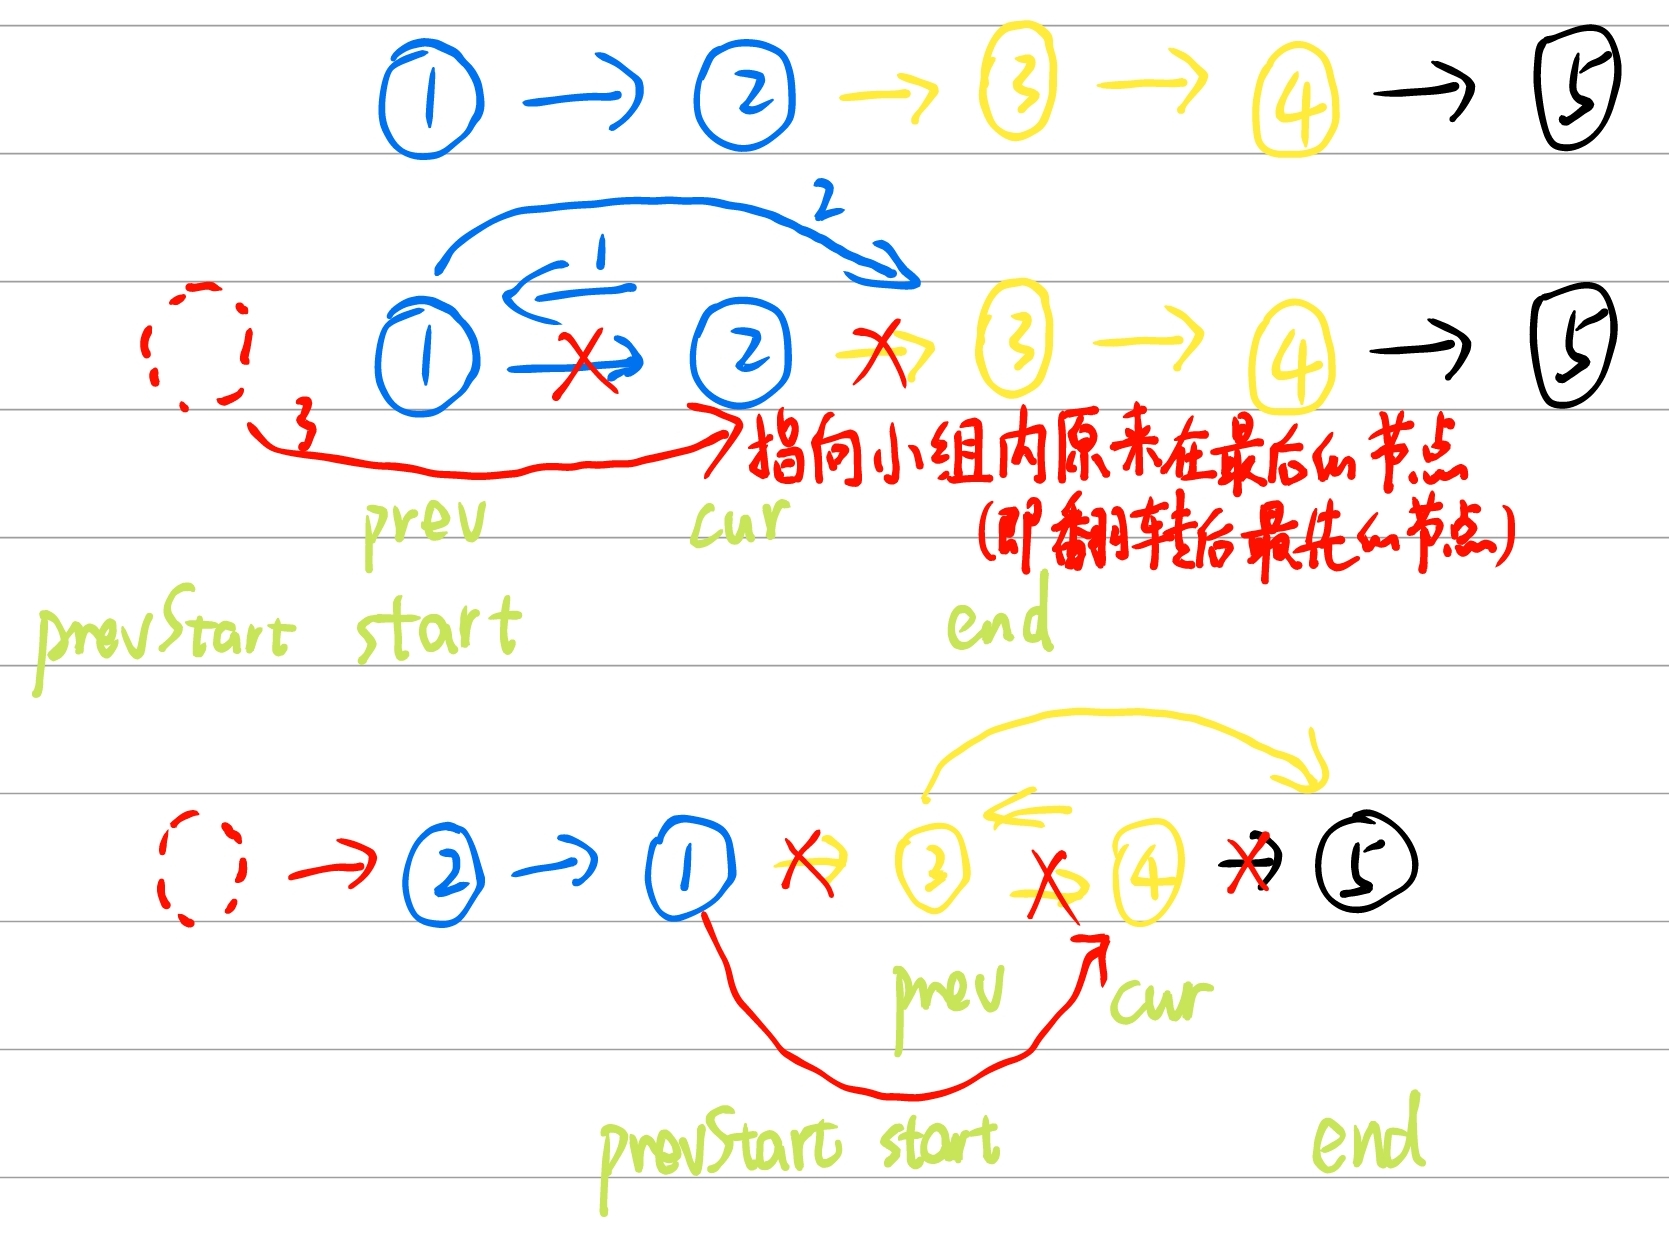 1 → 2 → 3 → 4 → 5
2
1
1 → 2 → 3 → 4 → 5
3
指向小组内原来在最后的节点
(即翻转后最先的节点)
prev cur
prevStart start end
→ 2 → 1 → 3 → 4 → 5
prev cur
prevStart start end